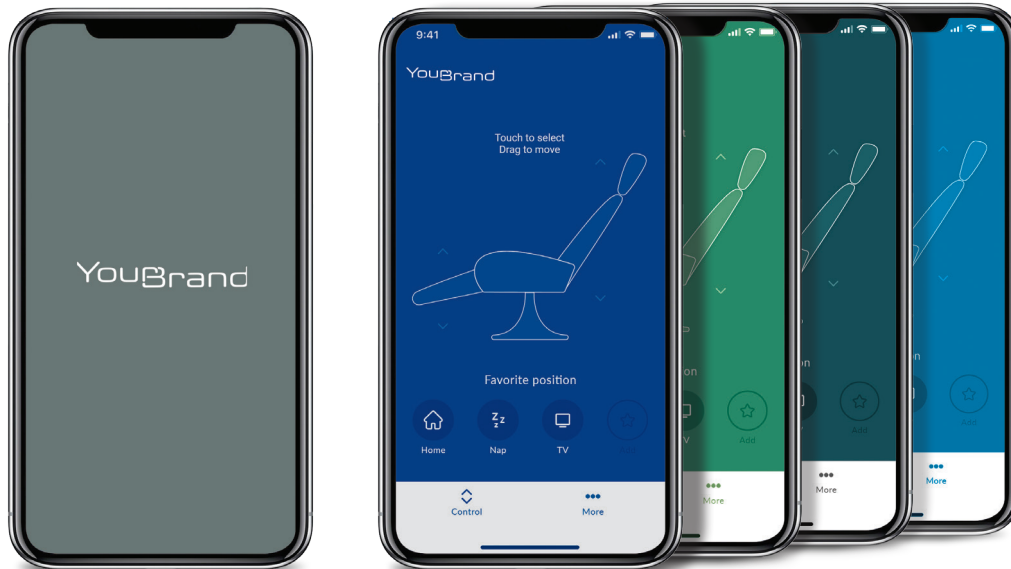 YouBrand
9:41
YouBrand
Touch to select
Drag to move
Favorite position
Home
Nap
TV
Control
More
Add
More
Add
More
Add
More